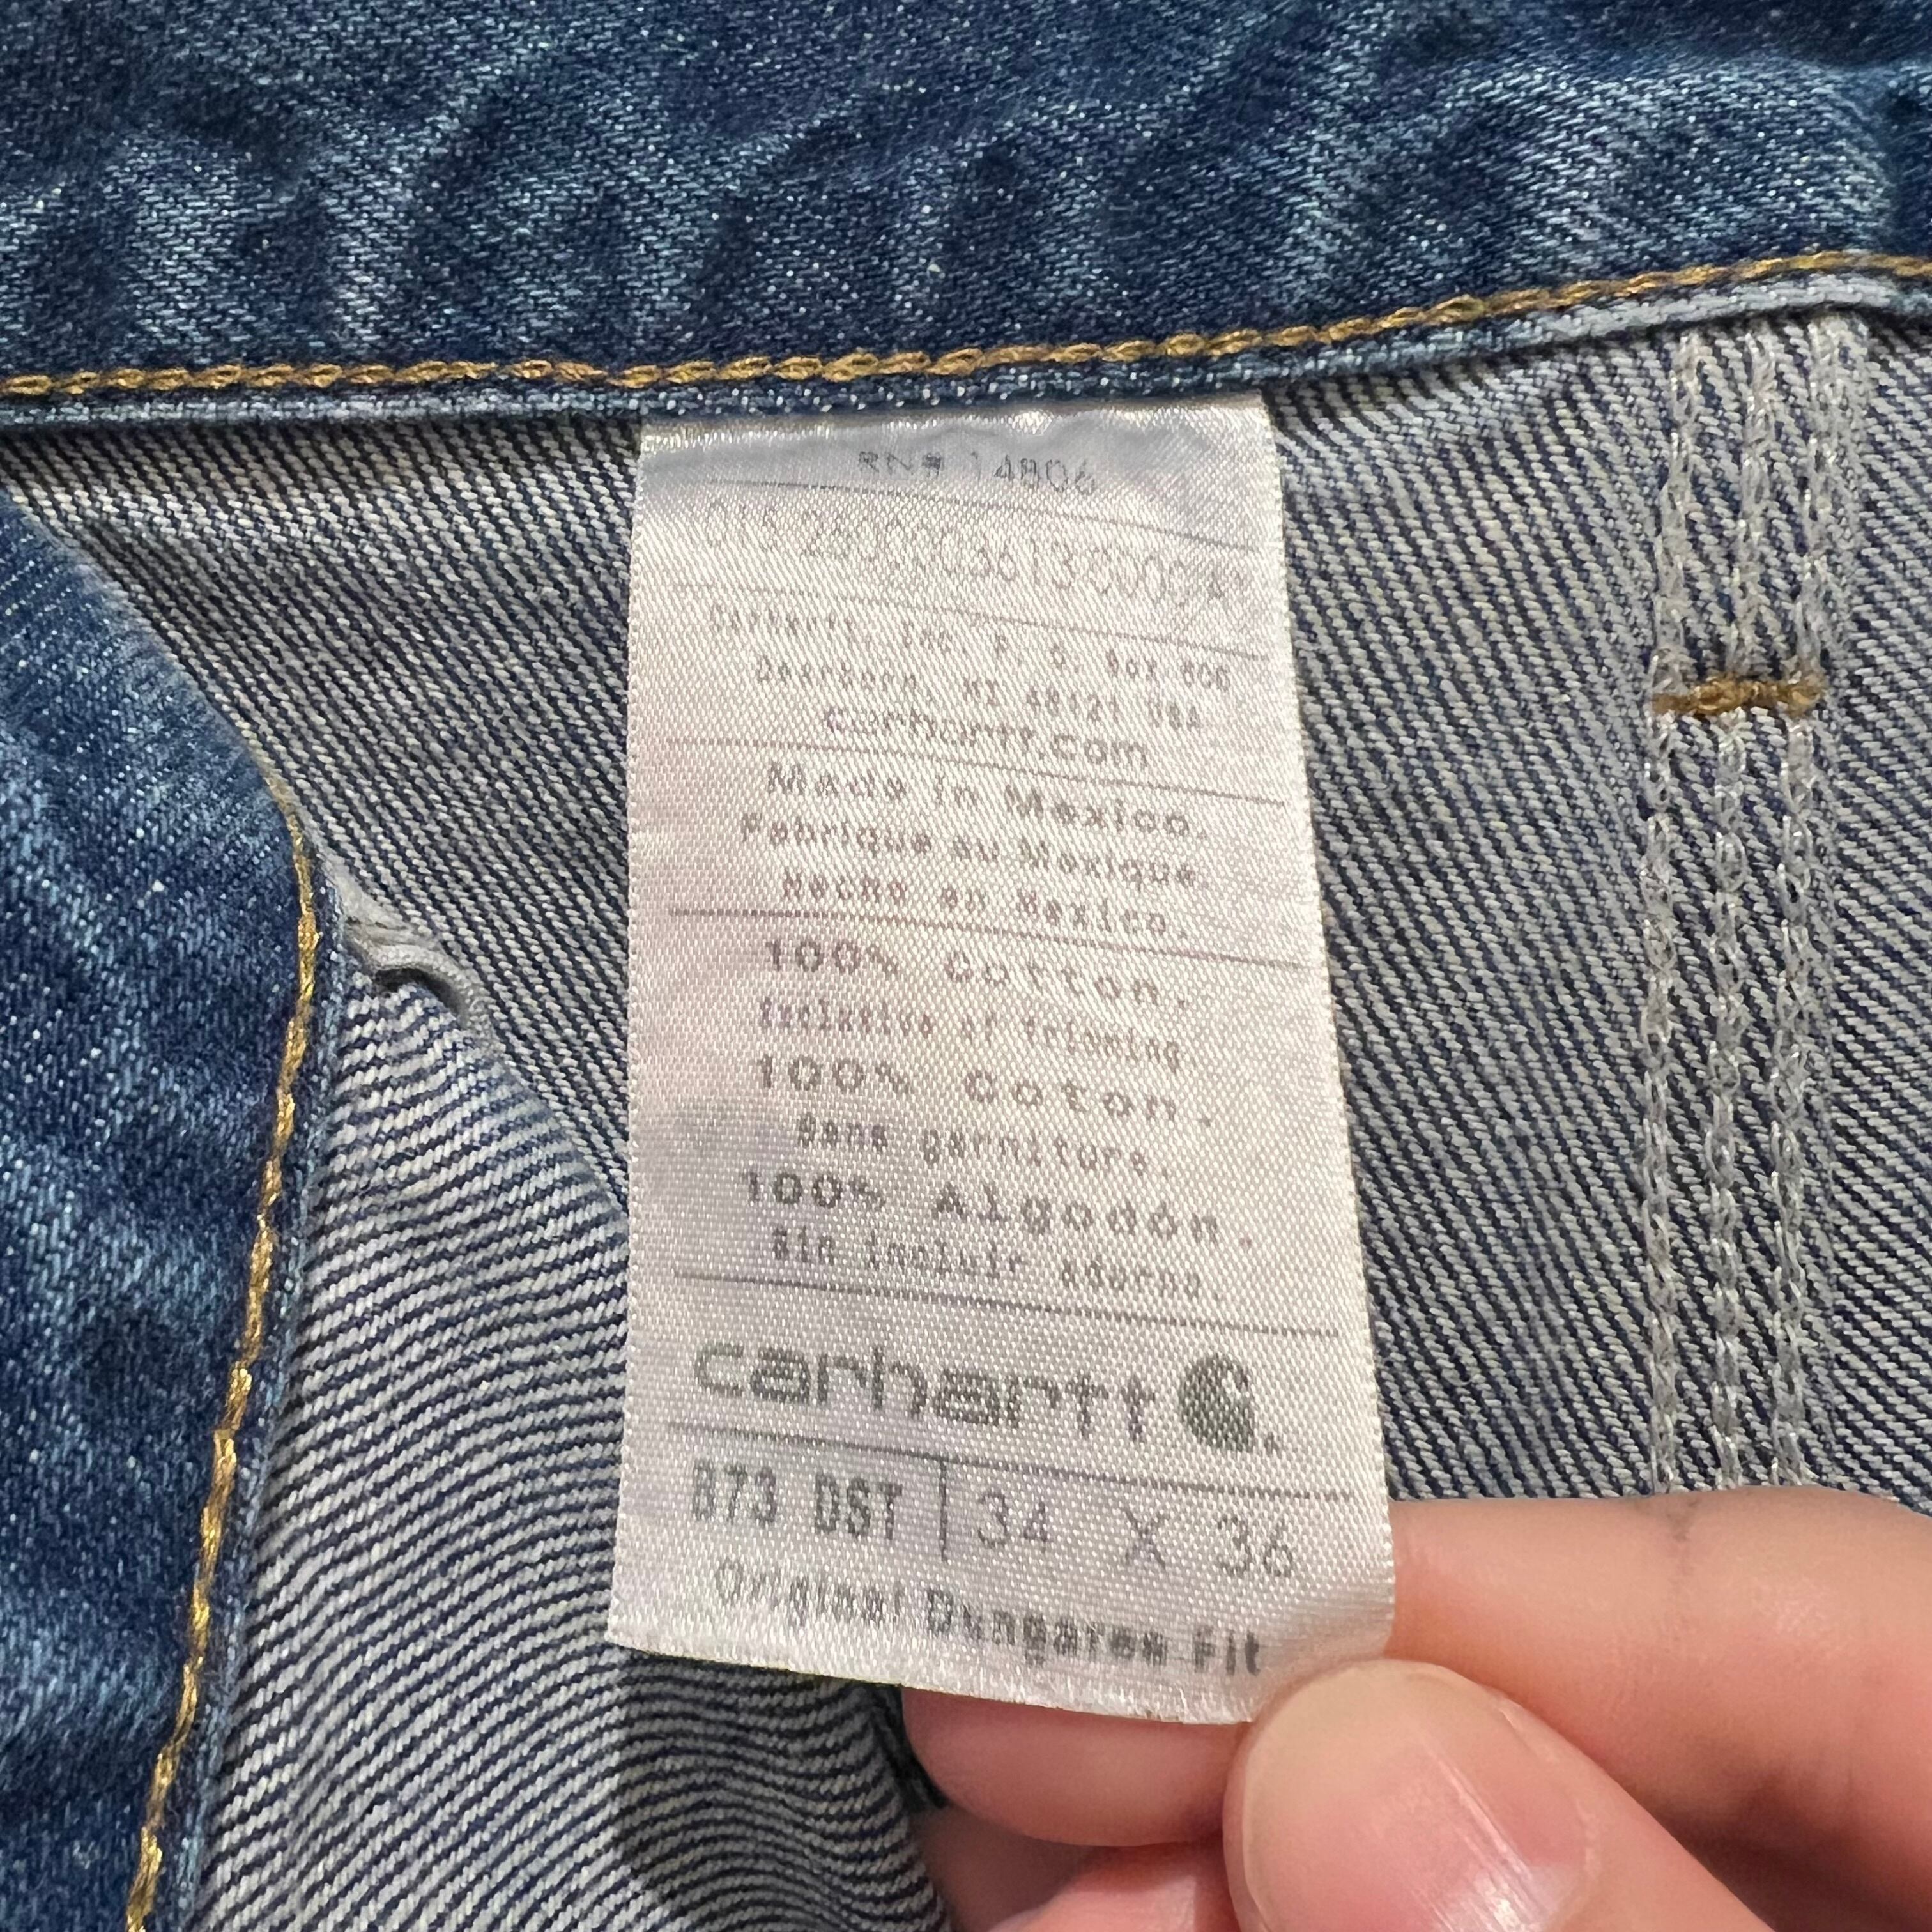 RN# 14806
Carhartt, Inc. P. O. Box 600
Dearborn, MI 48121 USA
carhartt.com
Made in Mexico.
Fabrique au Mexique.
Hecho en Mexico.
100% Cotton.
Exclusive of trimming.
100% Coton.
Sans garniture.
100% Algodón.
Sin incluir adorno.
carhartt
B73 DST | 34 X 36
Original Dungaree Fit